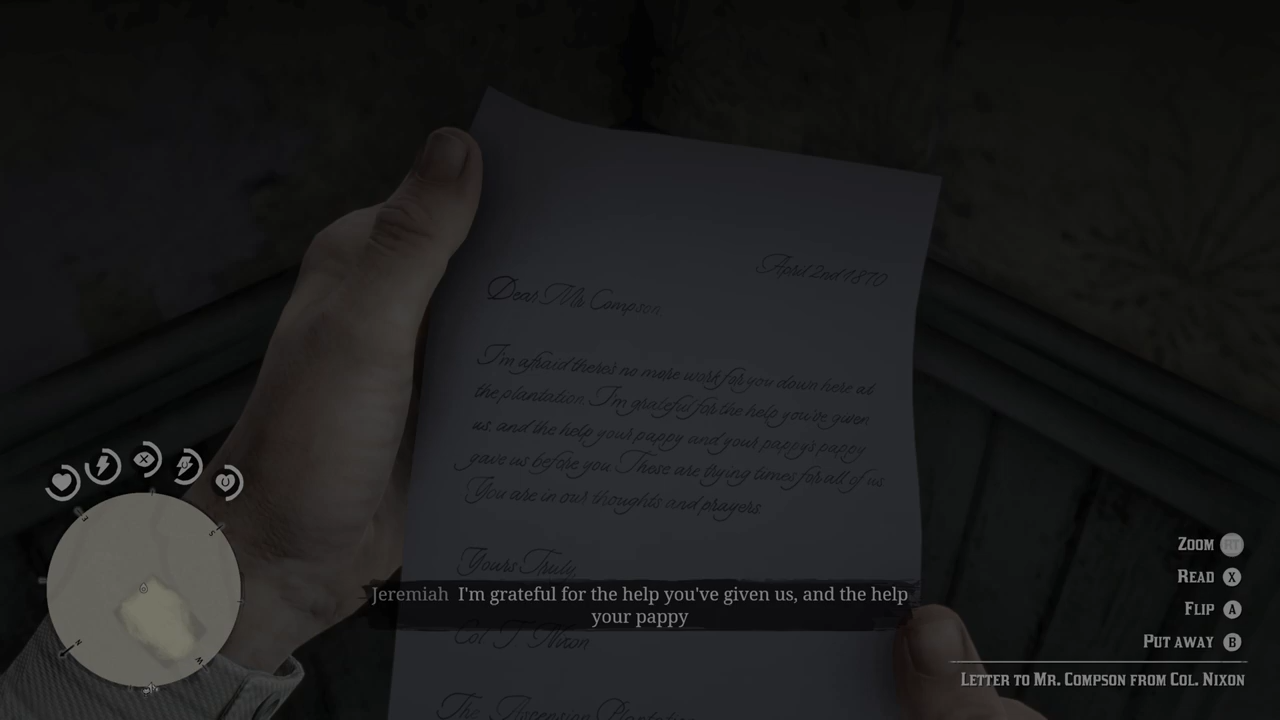 April 2nd 1870
Dear Mr. Compson
I'm afraid there's no more work for you down here at
the plantation. I'm grateful for the help you've given
us, and the help your pappy and your pappy's pappy
gave us before you. These are trying times for all of us.
You are in our thoughts and prayers.
Yours Truly,
Jeremiah I'm grateful for the help you've given us, and the help
your pappy
Col. T. Nixon
The Ascension Plantation
ZOOM RT
READ X
FLIP A
PUT AWAY B
LETTER TO MR. COMPSON FROM COL. NIXON